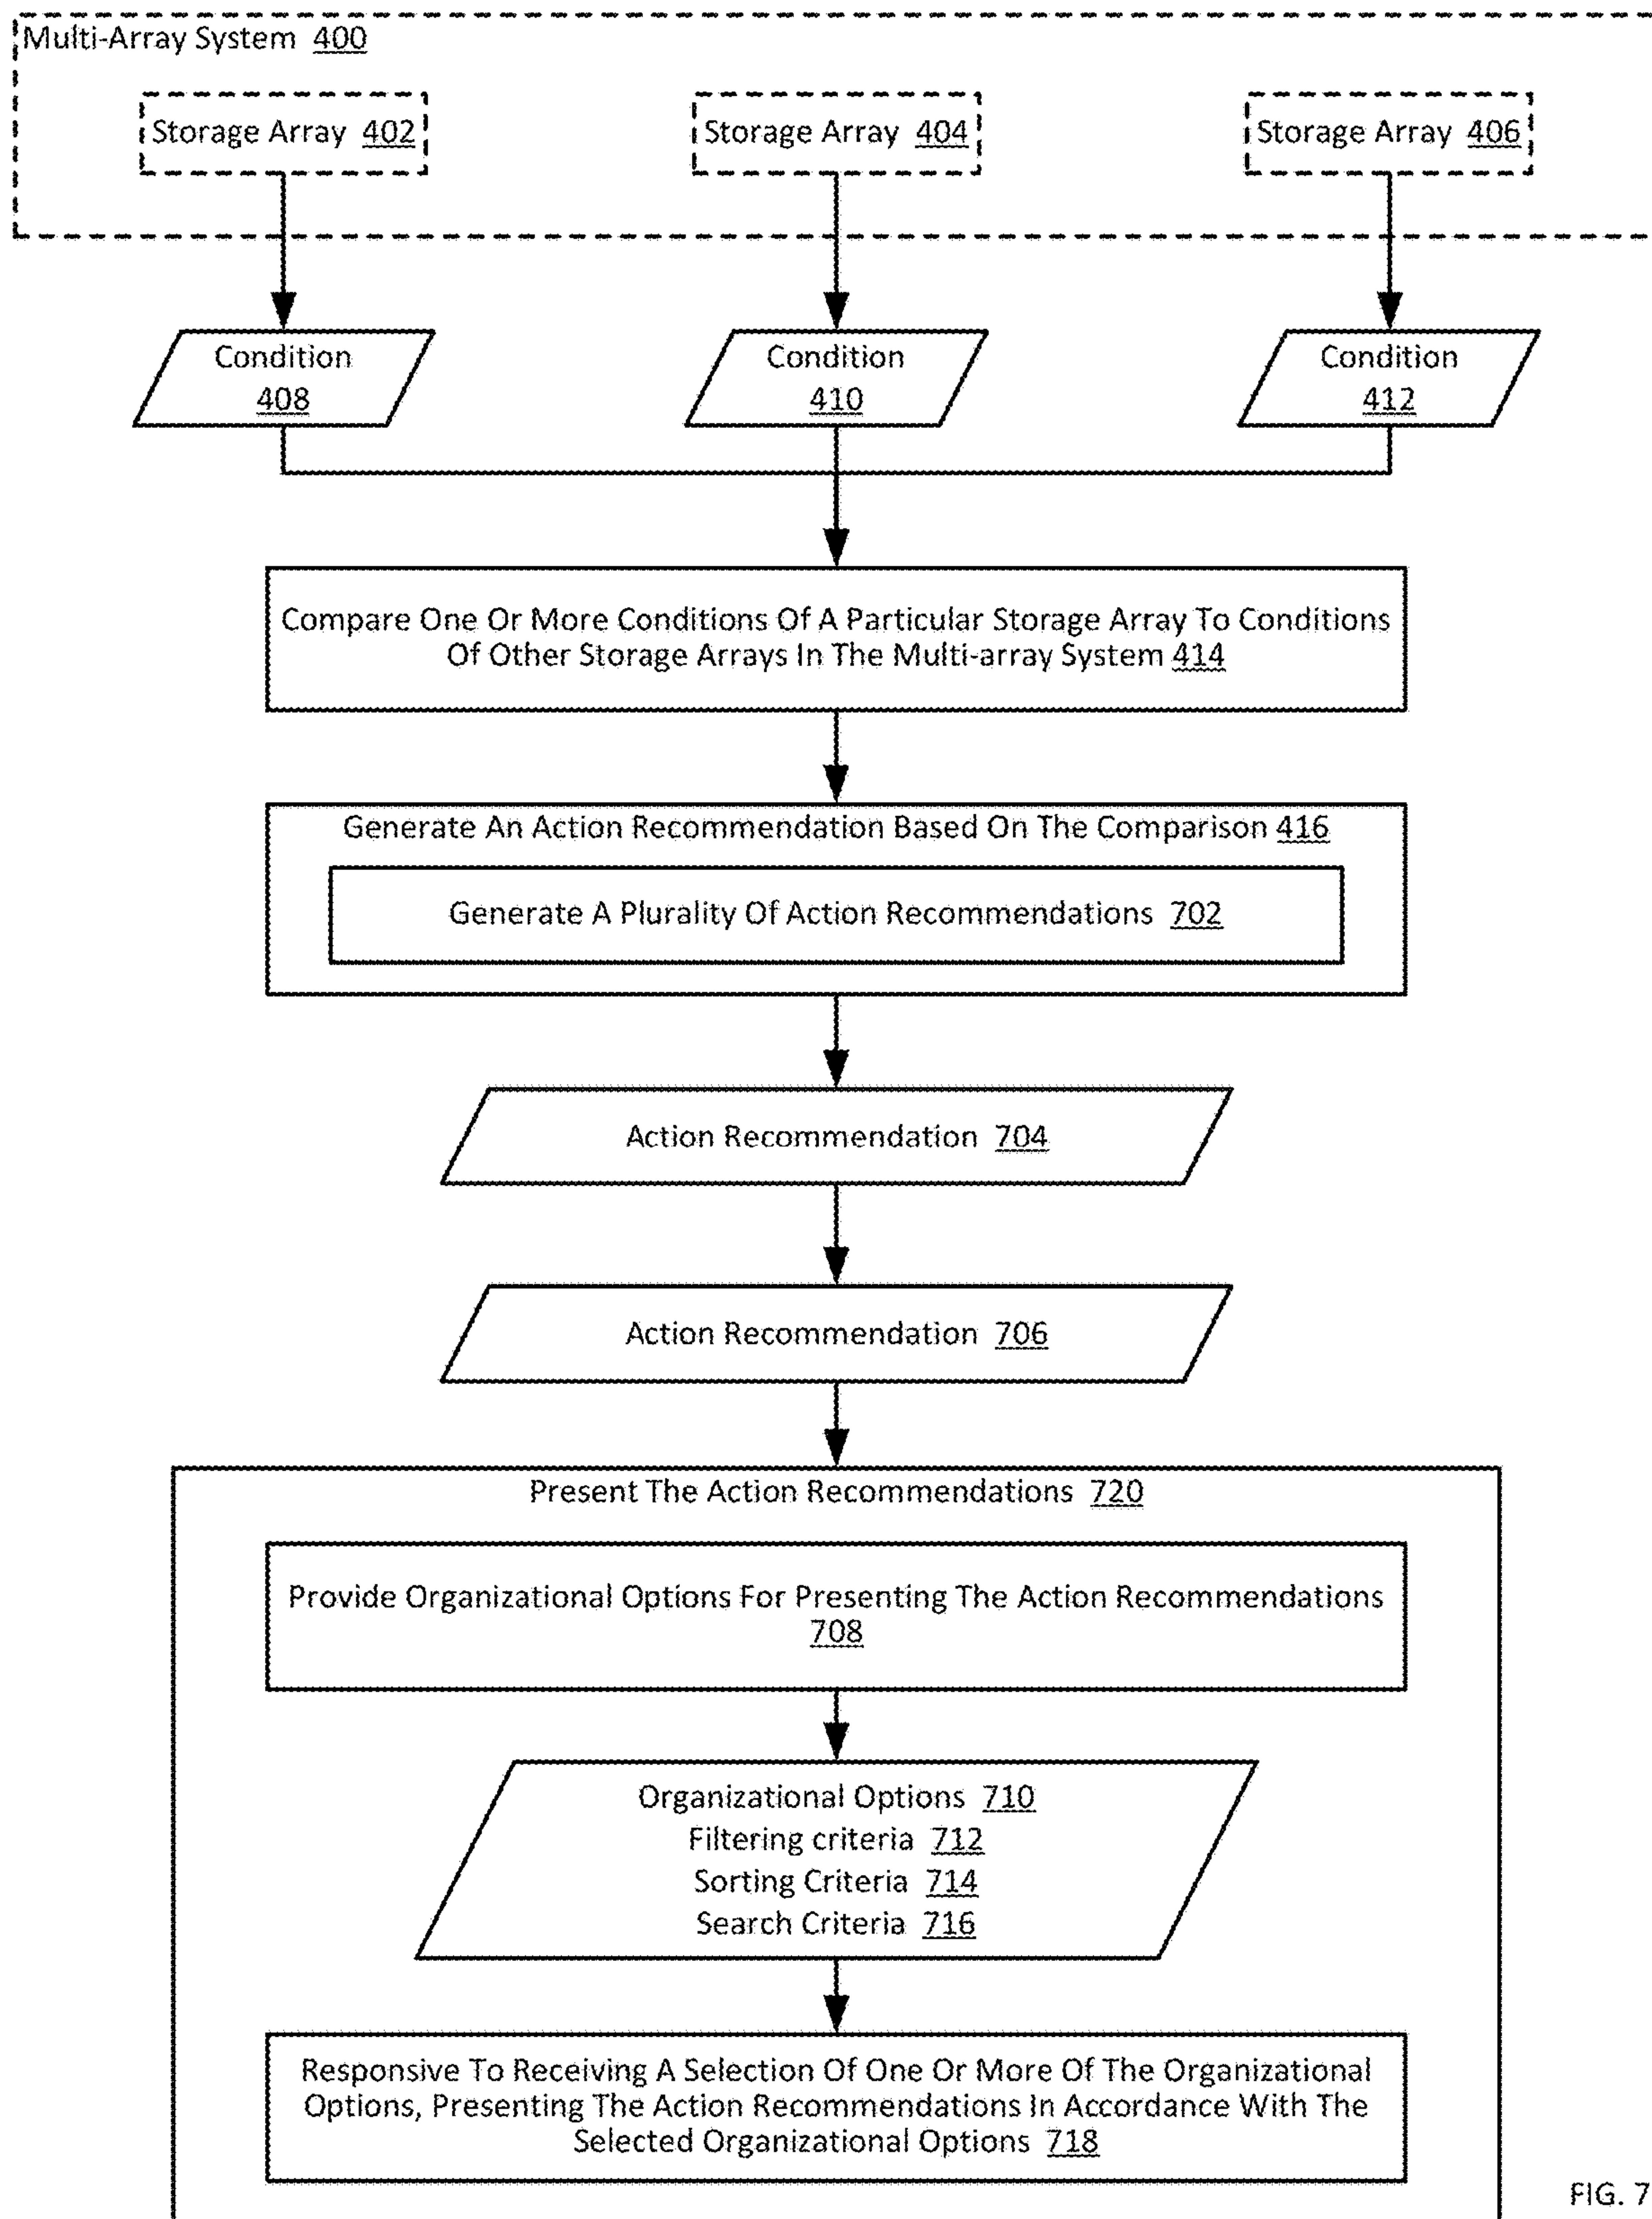 Multi-Array System 400
Storage Array 402
Storage Array 404
Storage Array 406
Condition
408
Condition
410
Condition
412
Compare One Or More Conditions Of A Particular Storage Array To Conditions
Of Other Storage Arrays In The Multi-array System 414
Generate An Action Recommendation Based On The Comparison 416
Generate A Plurality Of Action Recommendations 702
Action Recommendation 704
Action Recommendation 706
Present The Action Recommendations 720
Provide Organizational Options For Presenting The Action Recommendations
708
Organizational Options 710
Filtering criteria 712
Sorting Criteria 714
Search Criteria 716
Responsive To Receiving A Selection Of One Or More Of The Organizational
Options, Presenting The Action Recommendations In Accordance With The
Selected Organizational Options 718
FIG. 7